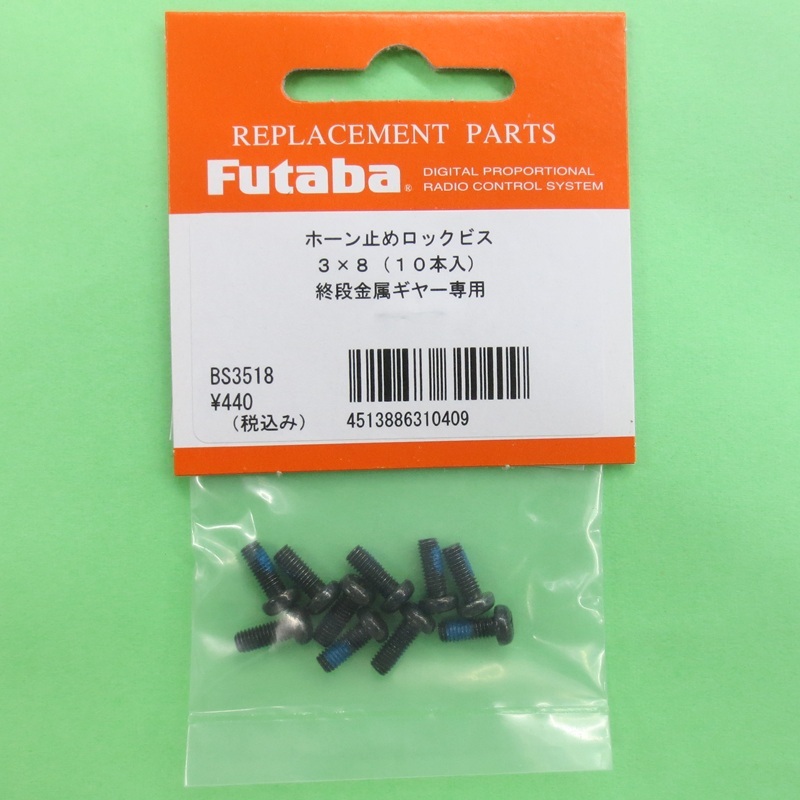 REPLACEMENT PARTS
Futaba®
DIGITAL PROPORTIONAL
RADIO CONTROL SYSTEM
ホーン止めロックビス
３×８（１０本入）
終段金属ギヤー専用
BS3518
¥440
（税込み）
4513886310409